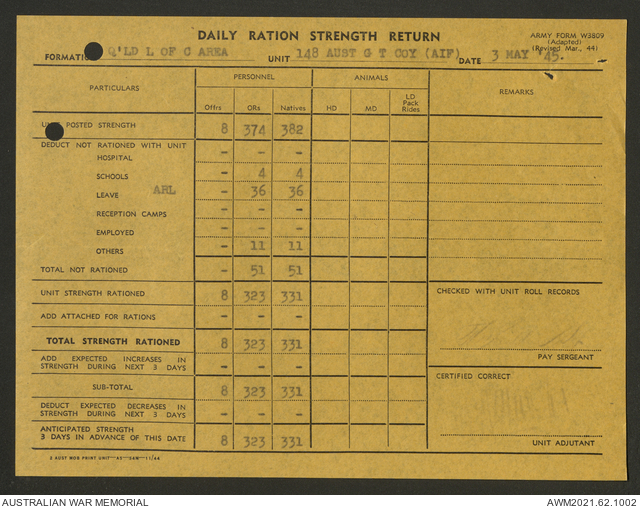 DAILY RATION STRENGTH RETURN
ARMY FORM W3809
(Adapted)
(Revised Mar., 44)
FORMATIO Q'LD L OF C AREA UNIT 148 AUST G T COY (AIF) DATE 3 MAY '45.
PARTICULARS PERSONNEL ANIMALS REMARKS
Offrs ORs Natives HD MD LD Pack Rides
UNIT POSTED STRENGTH 8 374 382
DEDUCT NOT RATIONED WITH UNIT
HOSPITAL - - -
SCHOOLS - 4 4
LEAVE ARL - 36 36
RECEPTION CAMPS - - -
EMPLOYED - - -
OTHERS - 11 11
TOTAL NOT RATIONED - 51 51
UNIT STRENGTH RATIONED 8 323 331
ADD ATTACHED FOR RATIONS - - -
TOTAL STRENGTH RATIONED 8 323 331
ADD EXPECTED INCREASES IN
STRENGTH DURING NEXT 3 DAYS - - -
SUB-TOTAL 8 323 331
DEDUCT EXPECTED DECREASES IN
STRENGTH DURING NEXT 3 DAYS - - -
ANTICIPATED STRENGTH
3 DAYS IN ADVANCE OF THIS DATE 8 323 331
CHECKED WITH UNIT ROLL RECORDS
PAY SERGEANT
CERTIFIED CORRECT
UNIT ADJUTANT
AUSTRALIAN WAR MEMORIAL AWM2021.62.1002